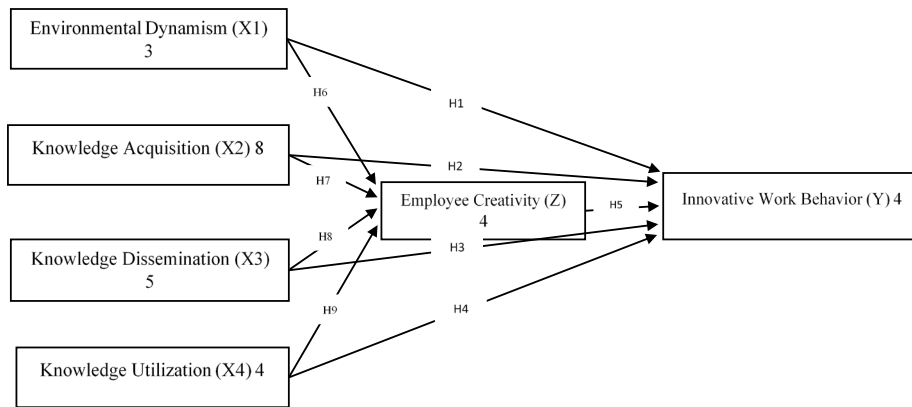 Environmental Dynamism (X1)
3
H6
H1
Knowledge Acquisition (X2) 8
H2
H7
Employee Creativity (Z)
4
H5
Innovative Work Behavior (Y) 4
H8
H3
Knowledge Dissemination (X3)
5
H9
H4
Knowledge Utilization (X4) 4